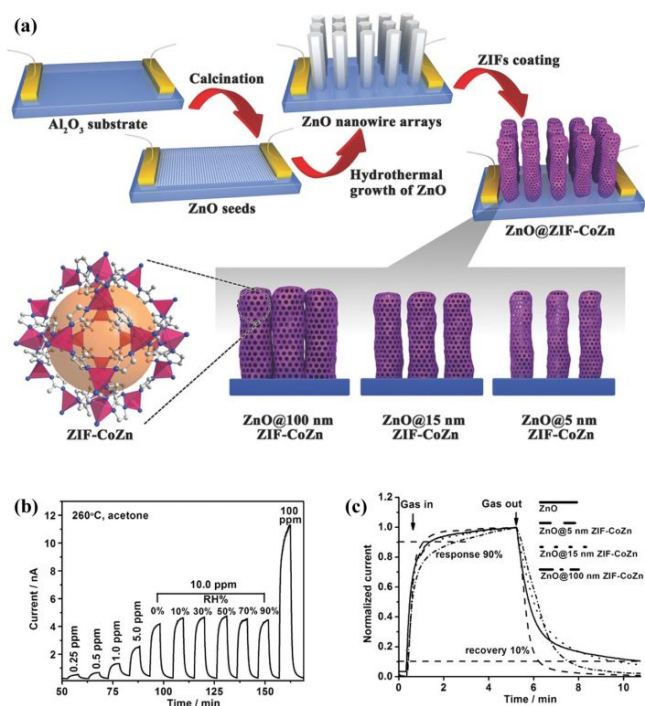 (a)
Calcination
Al₂O₃ substrate
ZnO seeds
Hydrothermal
growth of ZnO
ZnO nanowire arrays
ZIFs coating
ZnO@ZIF-CoZn
ZIF-CoZn
ZnO@100 nm
ZIF-CoZn
ZnO@15 nm
ZIF-CoZn
ZnO@5 nm
ZIF-CoZn
(b)
260°C, acetone
100
ppm
10.0 ppm
RH%
0% 10% 30% 50% 70% 90%
0.25 ppm
0.5 ppm
1.0 ppm
5.0 ppm
Current / nA
12
10
8
6
4
2
0
50 75 100 125 150
Time / min
(c)
Gas in
Gas out
ZnO
ZnO@5 nm ZIF-CoZn
ZnO@15 nm ZIF-CoZn
ZnO@100 nm ZIF-CoZn
response 90%
recovery 10%
Normalized current
1.4
1.2
1.0
0.8
0.6
0.4
0.2
0.0
0 2 4 6 8 10
Time / min